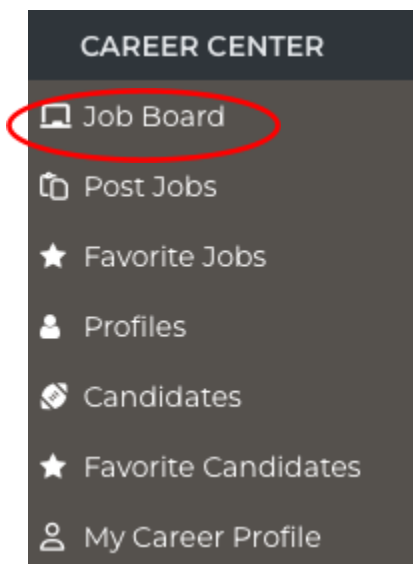 CAREER CENTER
Job Board
Post Jobs
Favorite Jobs
Profiles
Candidates
Favorite Candidates
My Career Profile